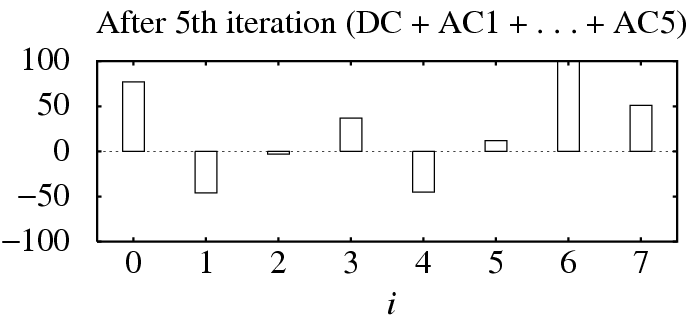 After 5th iteration (DC + AC1 + . . . + AC5)
100
50
0
−50
−100
0 1 2 3 4 5 6 7
i